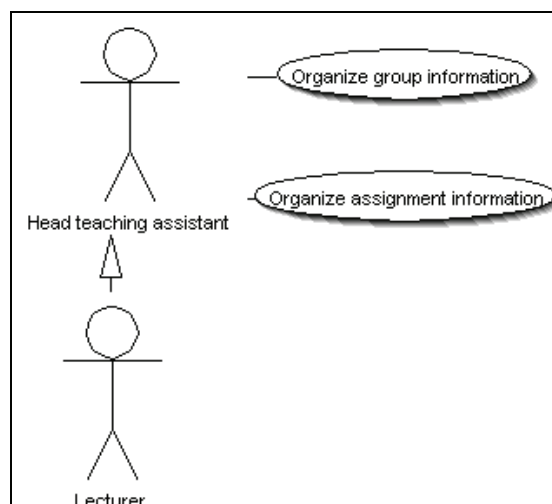 Organize group information
Organize assignment information
Head teaching assistant
Lecturer